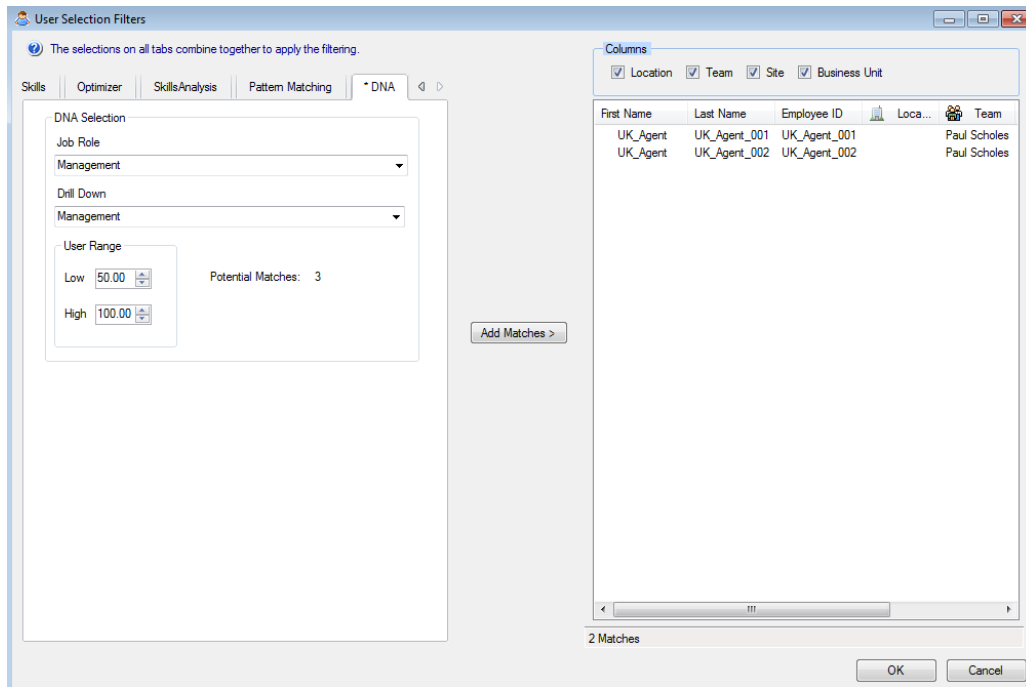 User Selection Filters
The selections on all tabs combine together to apply the filtering.
Skills Optimizer SkillsAnalysis Pattern Matching * DNA
DNA Selection
Job Role
Management
Drill Down
Management
User Range
Low 50.00 Potential Matches: 3
High 100.00
Add Matches >
Columns
Location Team Site Business Unit
First Name Last Name Employee ID Loca... Team
UK_Agent UK_Agent_001 UK_Agent_001 Paul Scholes
UK_Agent UK_Agent_002 UK_Agent_002 Paul Scholes
2 Matches
OK Cancel